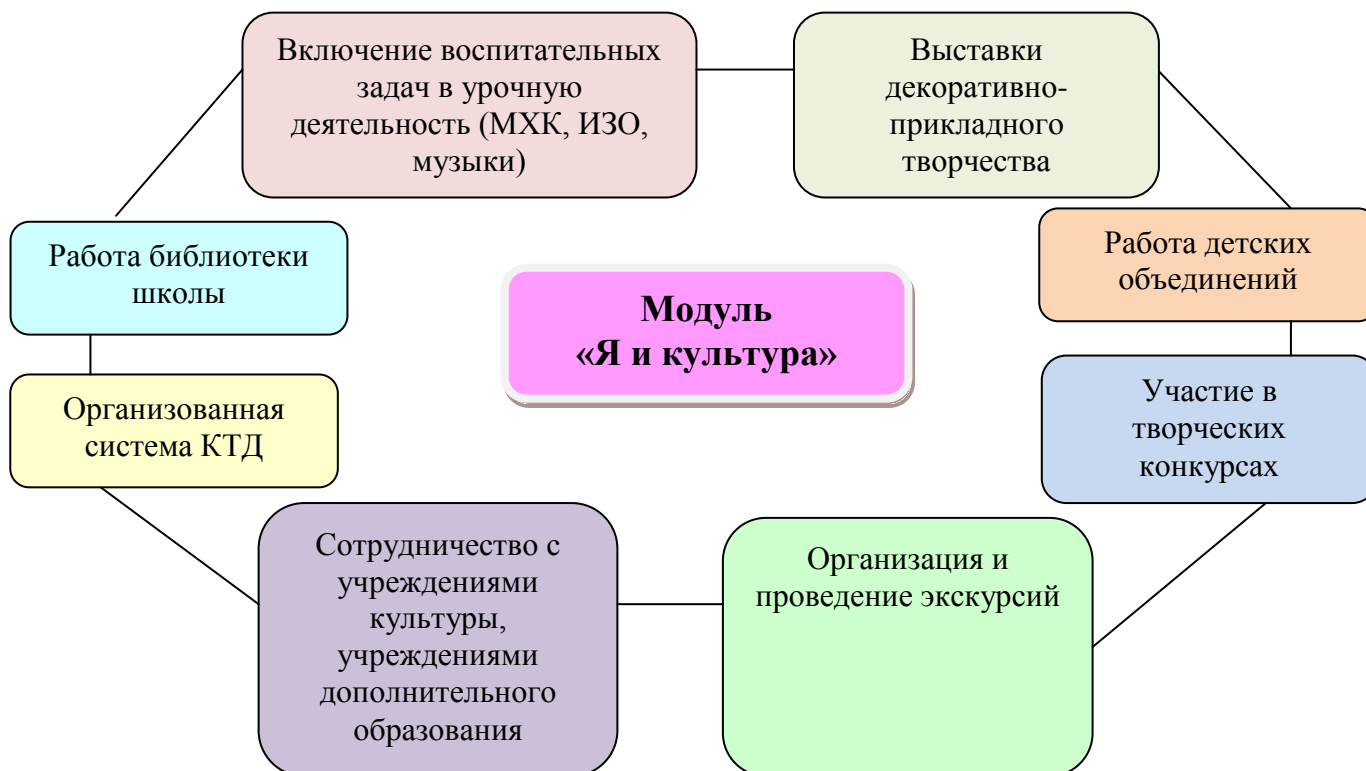 Включение воспитательных
задач в урочную
деятельность (МХК, ИЗО,
музыки)
Выставки
декоративно-
прикладного
творчества
Работа библиотеки
школы
Модуль
«Я и культура»
Работа детских
объединений
Организованная
система КТД
Участие в
творческих
конкурсах
Сотрудничество с
учреждениями
культуры,
учреждениями
дополнительного
образования
Организация и
проведение экскурсий